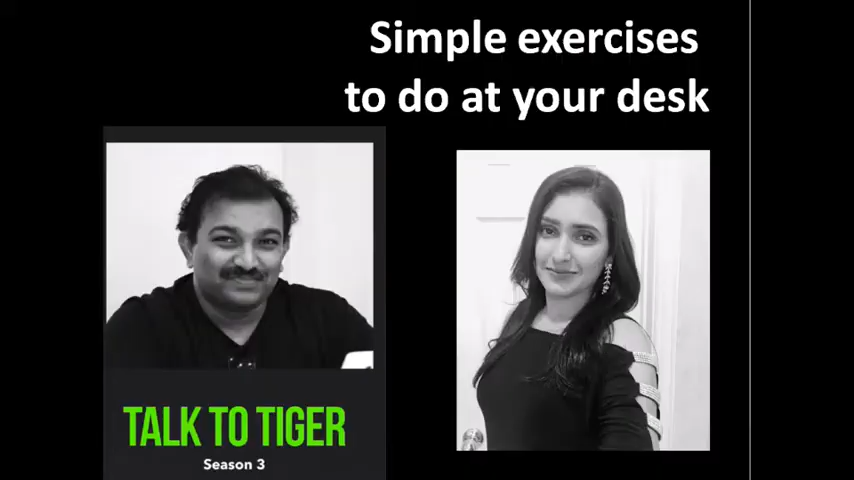 Simple exercises
to do at your desk
TALK TO TIGER
Season 3